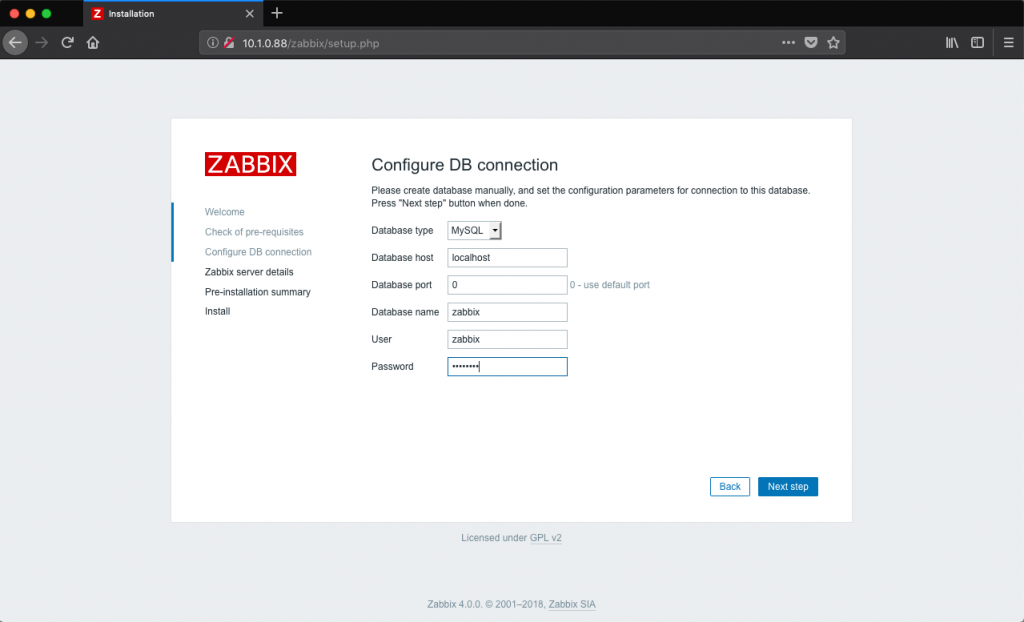 Z Installation
10.1.0.88/zabbix/setup.php
ZABBIX
Welcome
Check of pre-requisites
Configure DB connection
Zabbix server details
Pre-installation summary
Install
Configure DB connection
Please create database manually, and set the configuration parameters for connection to this database.
Press "Next step" button when done.
Database type MySQL
Database host localhost
Database port 0 0 - use default port
Database name zabbix
User zabbix
Password ••••••••
Back Next step
Licensed under GPL v2
Zabbix 4.0.0. © 2001–2018, Zabbix SIA